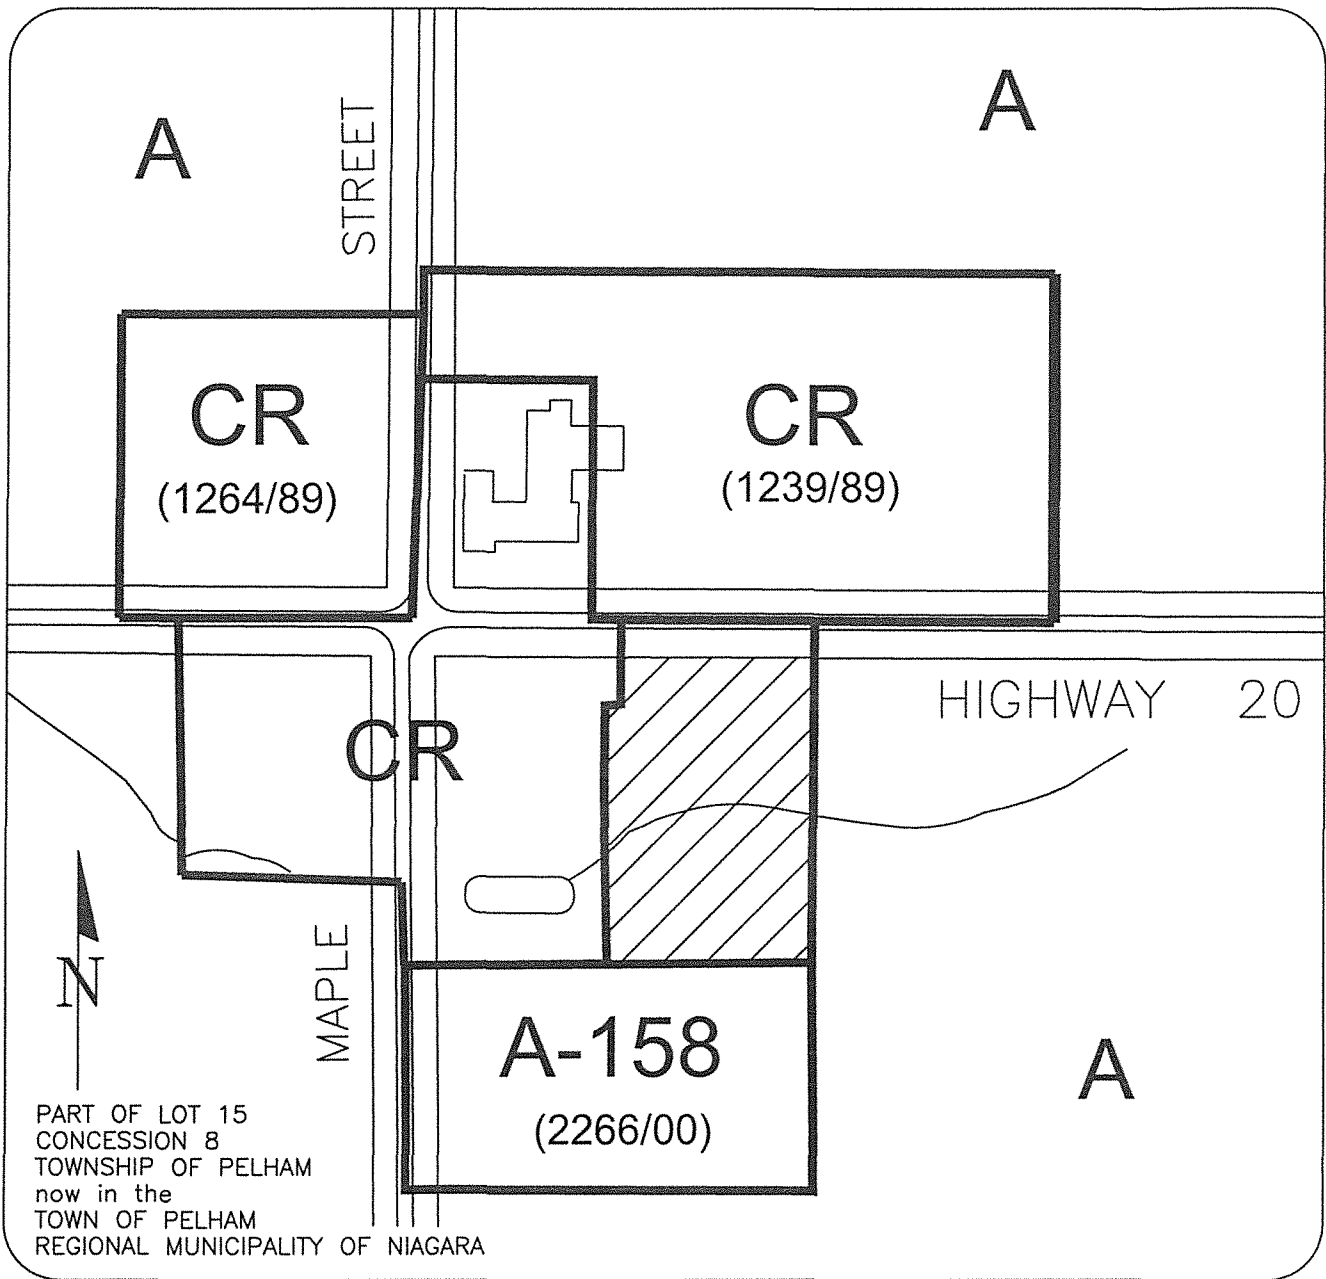 A
A
STREET
CR
(1264/89)
CR
(1239/89)
HIGHWAY 20
CR
N
MAPLE
A-158
(2266/00)
A
PART OF LOT 15
CONCESSION 8
TOWNSHIP OF PELHAM
now in the
TOWN OF PELHAM
REGIONAL MUNICIPALITY OF NIAGARA